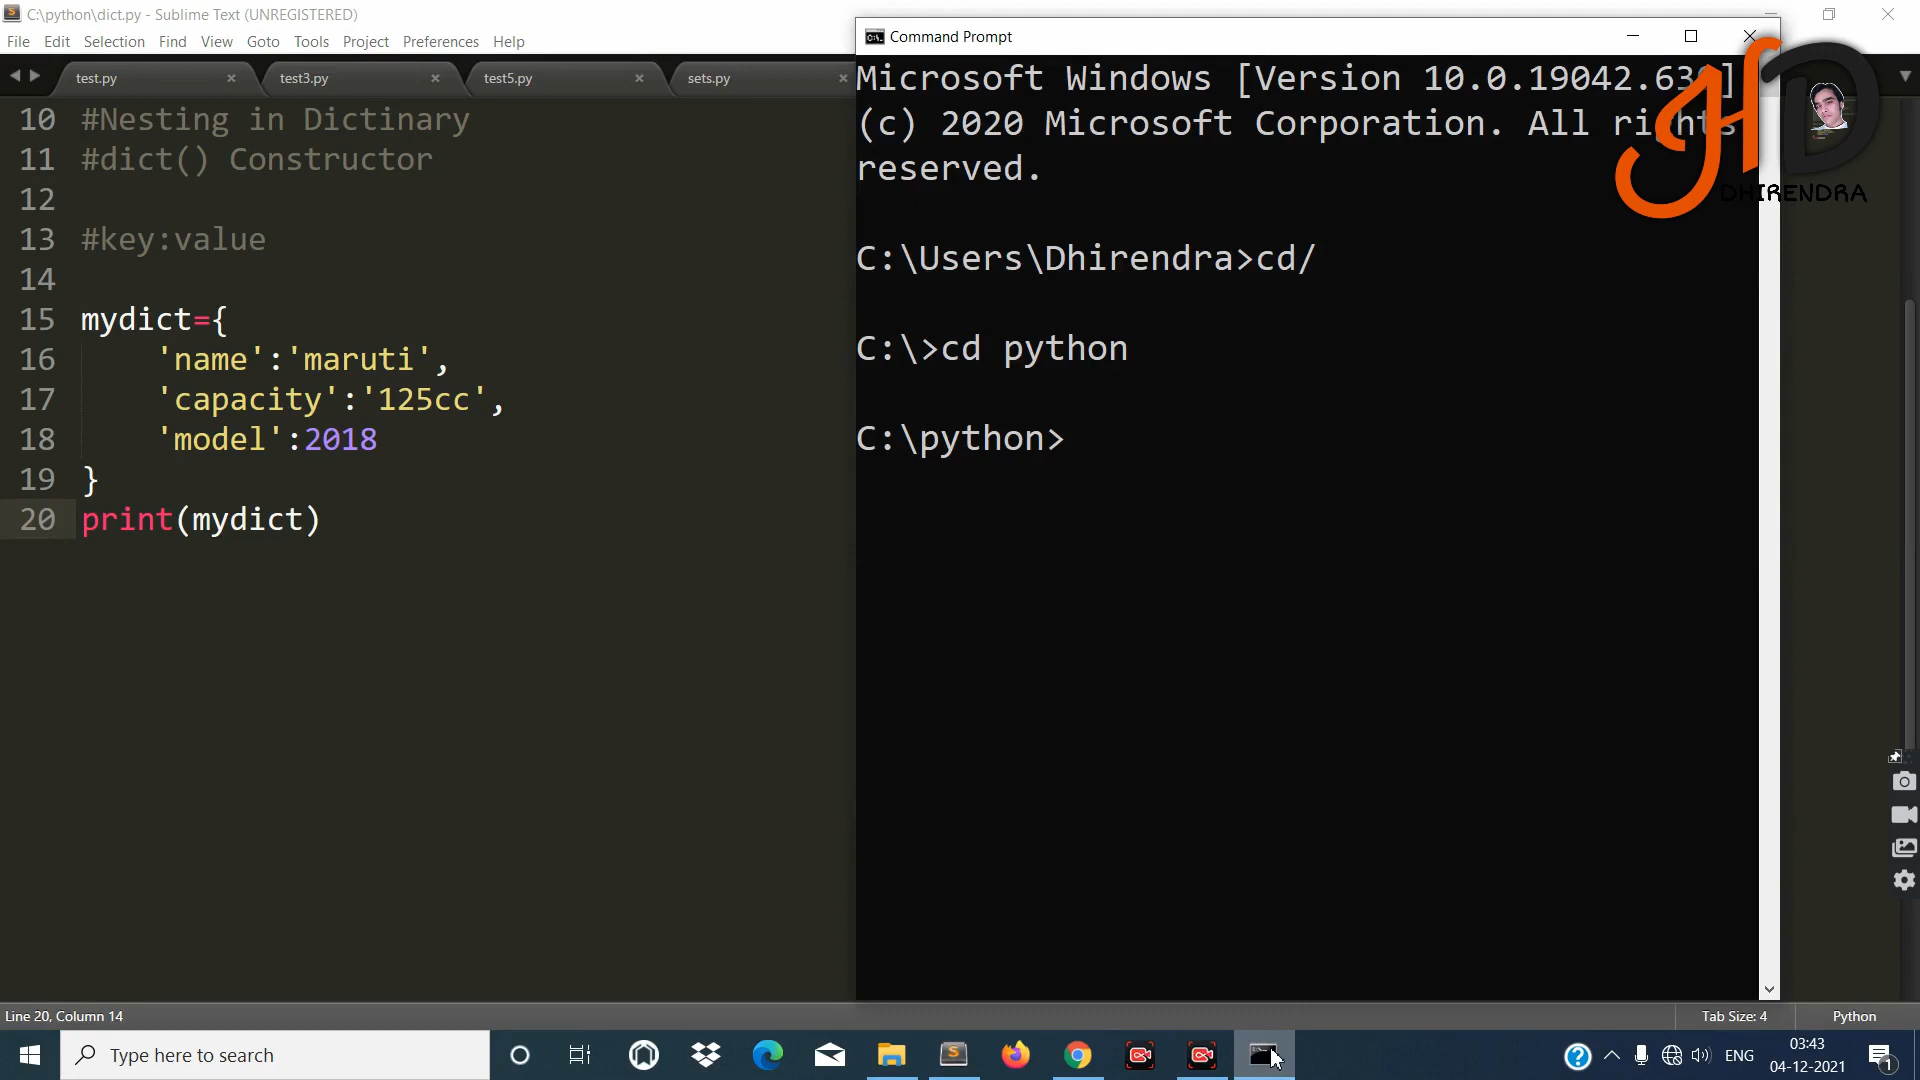 C:\python\dict.py - Sublime Text (UNREGISTERED)
File Edit Selection Find View Goto Tools Project Preferences Help
test.py test3.py test5.py sets.py
10 #Nesting in Dictinary
11 #dict() Constructor
12
13 #key:value
14
15 mydict={
16 'name':'maruti',
17 'capacity':'125cc',
18 'model':2018
19 }
20 print(mydict)
Command Prompt
Microsoft Windows [Version 10.0.19042.63 ]
(c) 2020 Microsoft Corporation. All rights
reserved.
C:\Users\Dhirendra>cd/
C:\>cd python
C:\python>
DHIRENDRA
Line 20, Column 14
Tab Size: 4
Python
Type here to search
ENG
03:43
04-12-2021
1